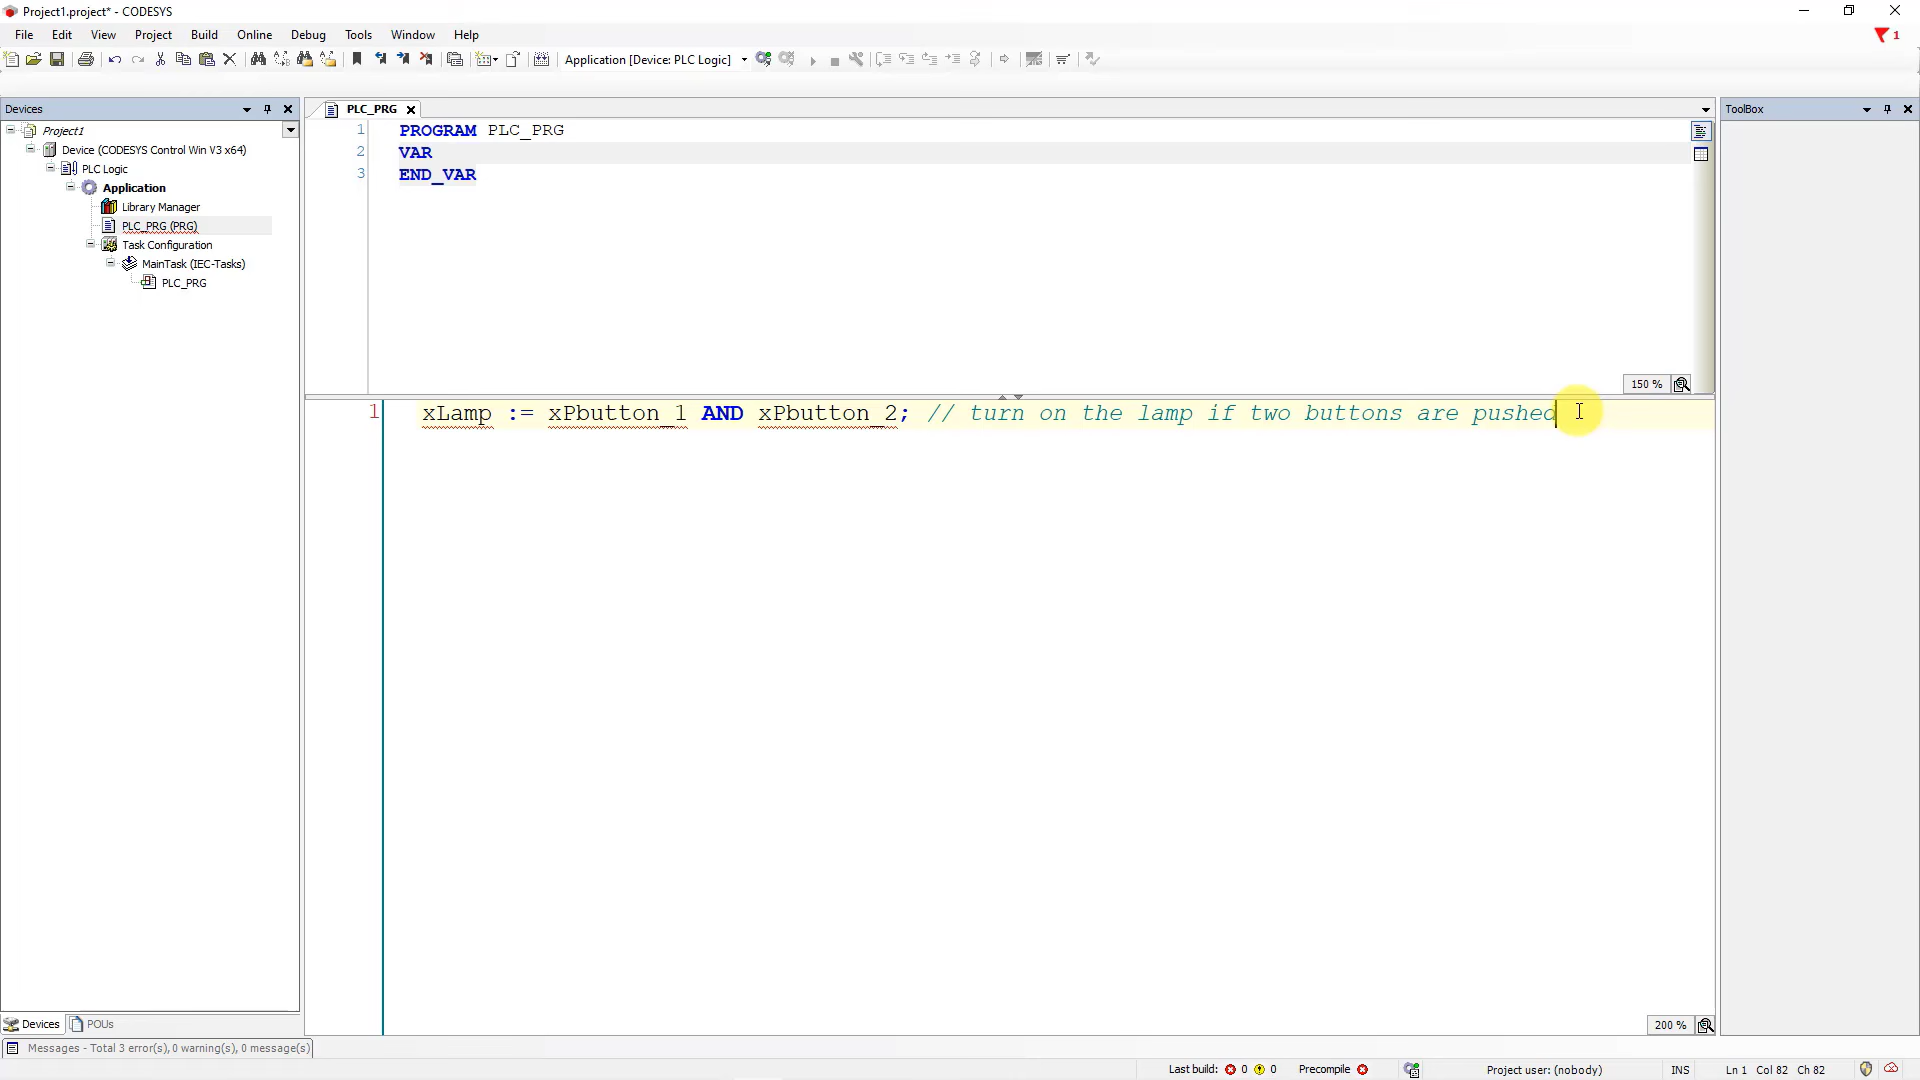 Project1.project* - CODESYS
File Edit View Project Build Online Debug Tools Window Help
1
Application [Device: PLC Logic]
Devices
PLC_PRG
ToolBox
Project1
Device (CODESYS Control Win V3 x64)
PLC Logic
Application
Library Manager
PLC_PRG (PRG)
Task Configuration
MainTask (IEC-Tasks)
PLC_PRG
1 PROGRAM PLC_PRG
2 VAR
3 END_VAR
150 %
1 xLamp := xPbutton_1 AND xPbutton_2; // turn on the lamp if two buttons are pushed
200 %
Devices POUs
Messages - Total 3 error(s), 0 warning(s), 0 message(s)
Last build: 0 0 Precompile Project user: (nobody) INS Ln 1 Col 82 Ch 82